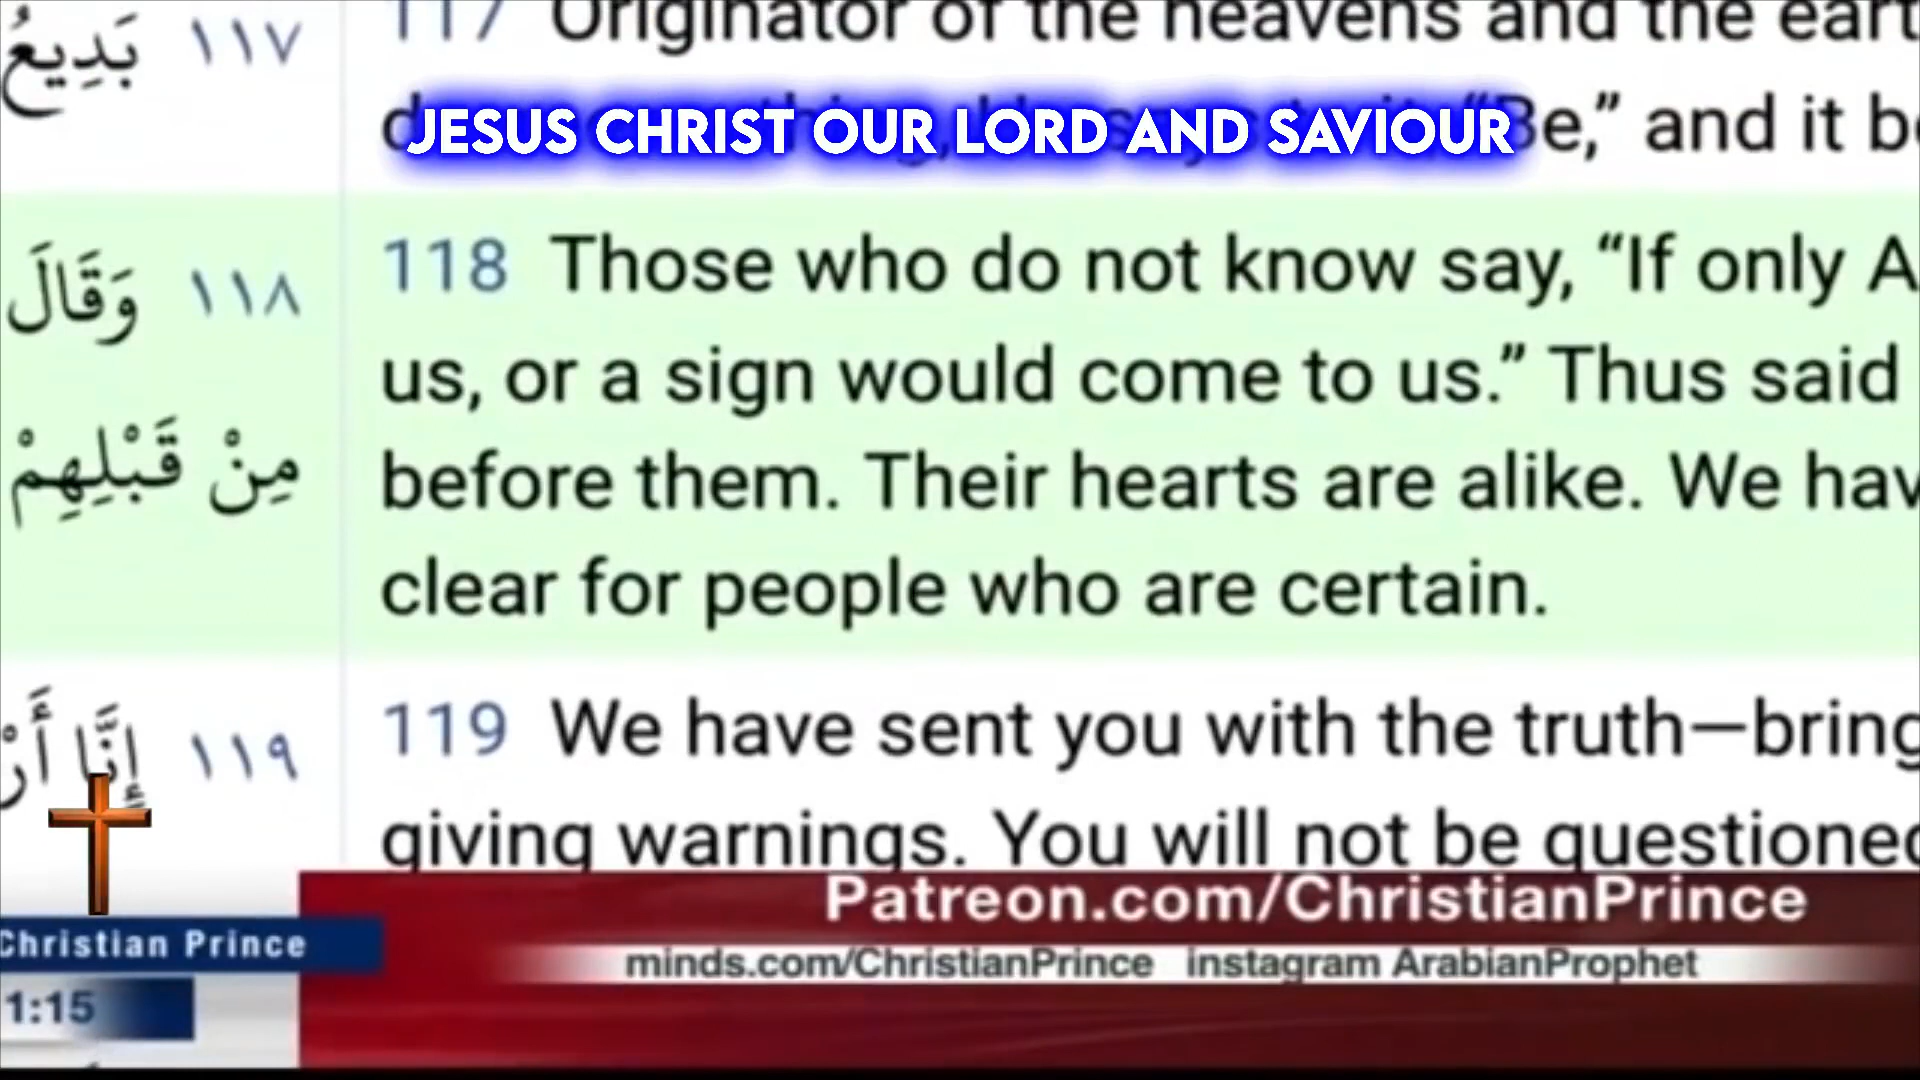 بَدِيعُ ١١٧
117 Originator of the heavens and the eart
JESUS CHRIST OUR LORD AND SAVIOUR
Be,” and it be
وَقَالَ ١١٨
118 Those who do not know say, “If only A
us, or a sign would come to us.” Thus said
مِنْ قَبْلِهِمْ
before them. Their hearts are alike. We hav
clear for people who are certain.
إِنَّا أَرْ ١١٩
119 We have sent you with the truth—bring
giving warnings. You will not be questioned
Patreon.com/ChristianPrince
Christian Prince
minds.com/ChristianPrince instagram ArabianProphet
1:15